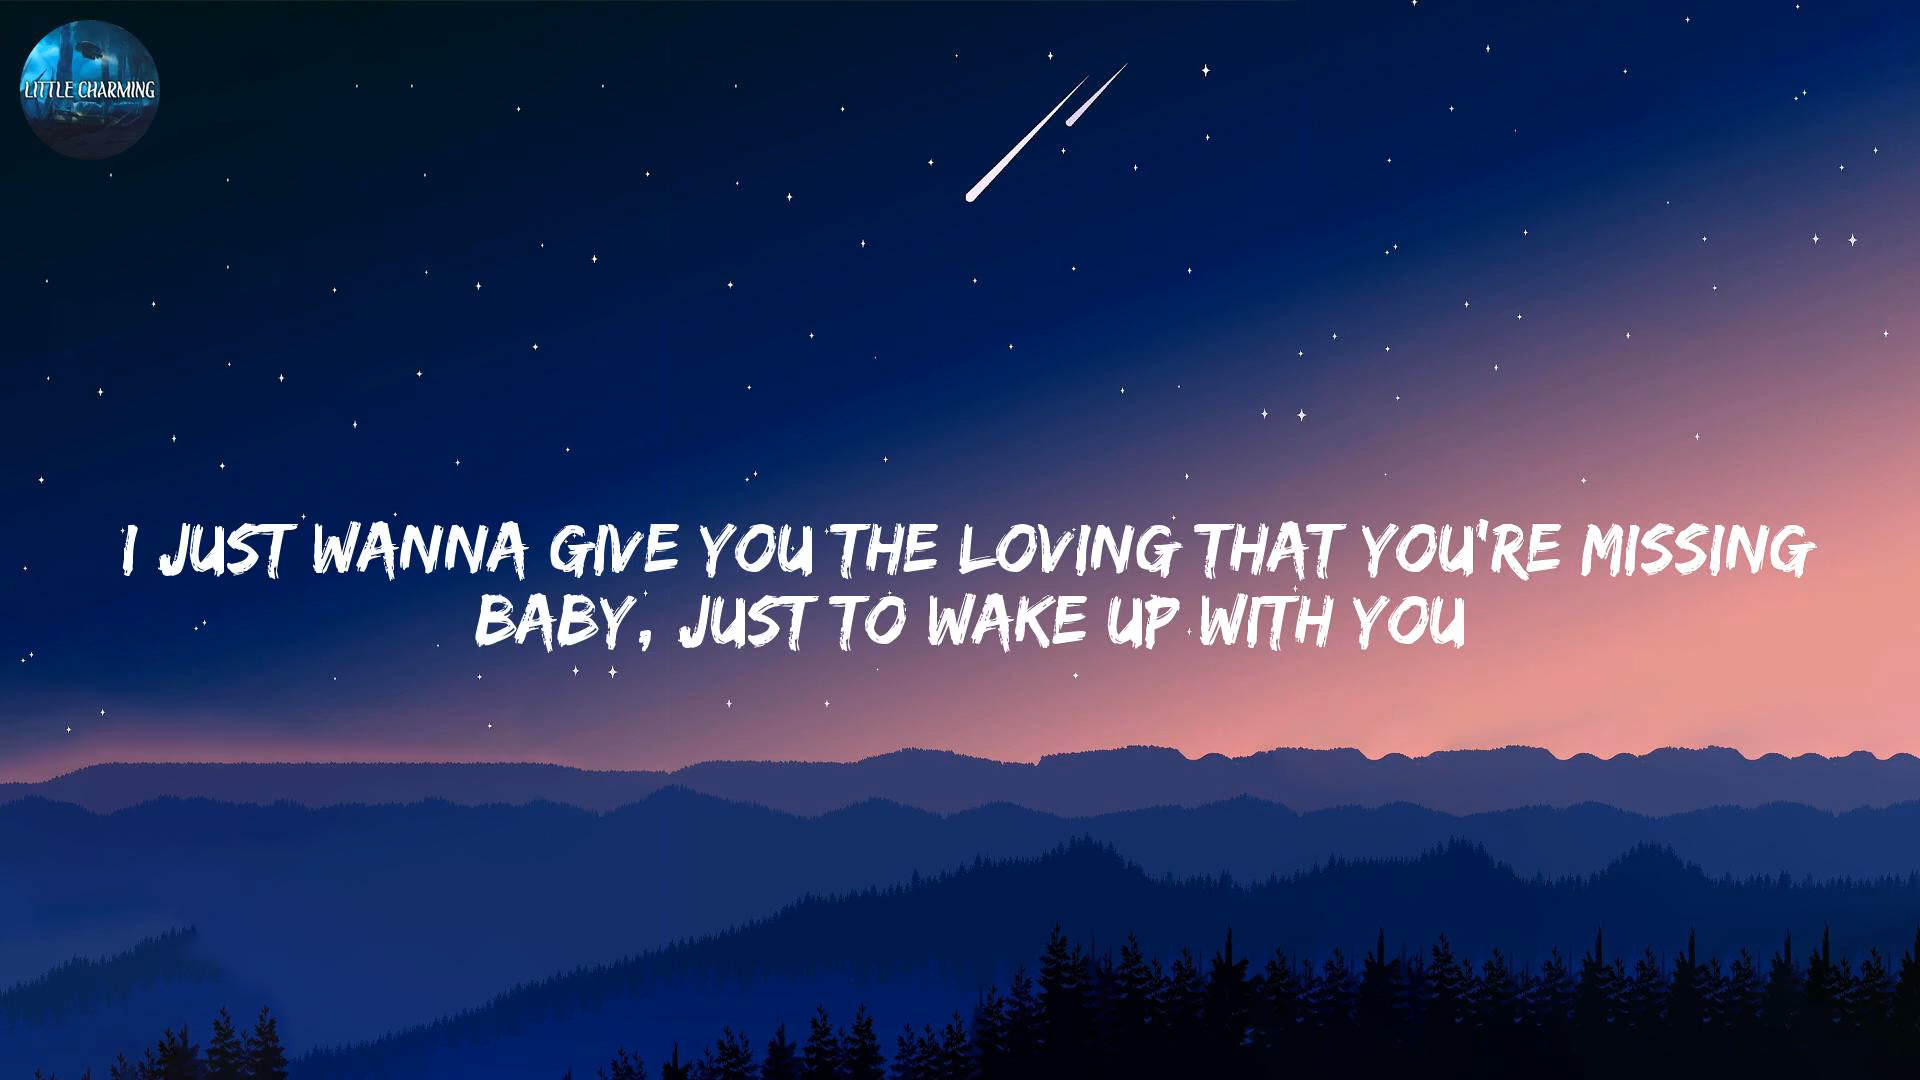 LITTLE CHARMING
I JUST WANNA GIVE YOU THE LOVING THAT YOU'RE MISSING
BABY, JUST TO WAKE UP WITH YOU